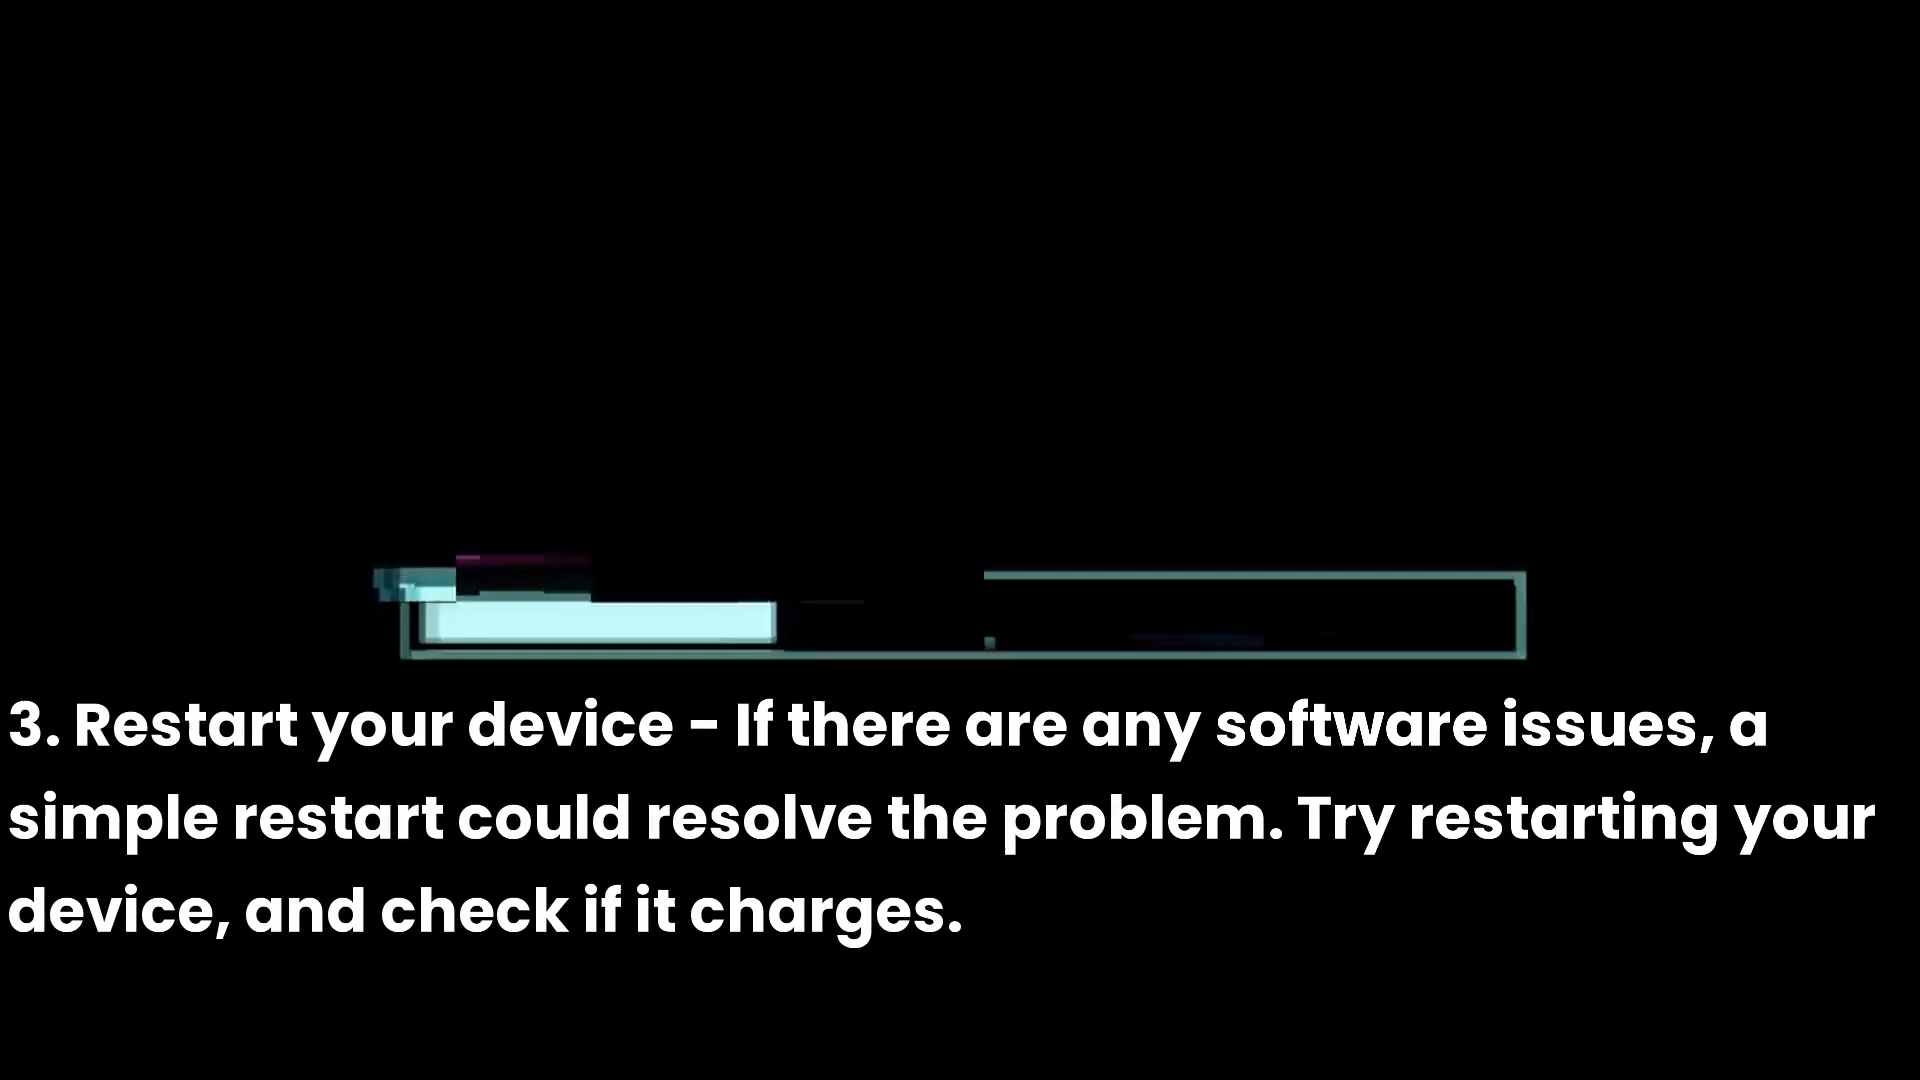 3. Restart your device - If there are any software issues, a
simple restart could resolve the problem. Try restarting your
device, and check if it charges.